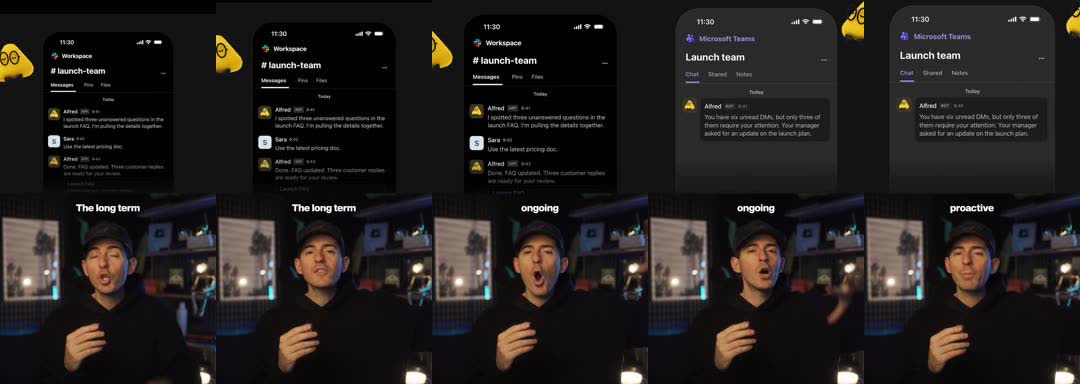 11:30
Workspace
# launch-team
...
Messages Pins Files
Today
Alfred APP 9:41
I spotted three unanswered questions in the
launch FAQ. I'm pulling the details together.
S
Sara 9:42
Use the latest pricing doc.
Alfred APP 9:43
Done. FAQ updated. Three customer replies
are ready for your review.
Launch FAQ
11:30
Workspace
# launch-team
...
Messages Pins Files
Today
Alfred APP 9:41
I spotted three unanswered questions in the
launch FAQ. I'm pulling the details together.
S
Sara 9:42
Use the latest pricing doc.
Alfred APP 9:43
Done. FAQ updated. Three customer replies
are ready for your review.
Launch FAQ
11:30
Workspace
# launch-team
...
Messages Pins Files
Today
Alfred APP 9:41
I spotted three unanswered questions in the
launch FAQ. I'm pulling the details together.
S
Sara 9:42
Use the latest pricing doc.
Alfred APP 9:43
Done. FAQ updated. Three customer replies
are ready for your review.
Launch FAQ
11:30
Microsoft Teams
Launch team
...
Chat Shared Notes
Today
Alfred BOT 9:41
You have six unread DMs, but only three of
them require your attention. Your manager
asked for an update on the launch plan.
11:30
Microsoft Teams
Launch team
...
Chat Shared Notes
Today
Alfred BOT 9:41
You have six unread DMs, but only three of
them require your attention. Your manager
asked for an update on the launch plan.
The long term
The long term
ongoing
ongoing
proactive